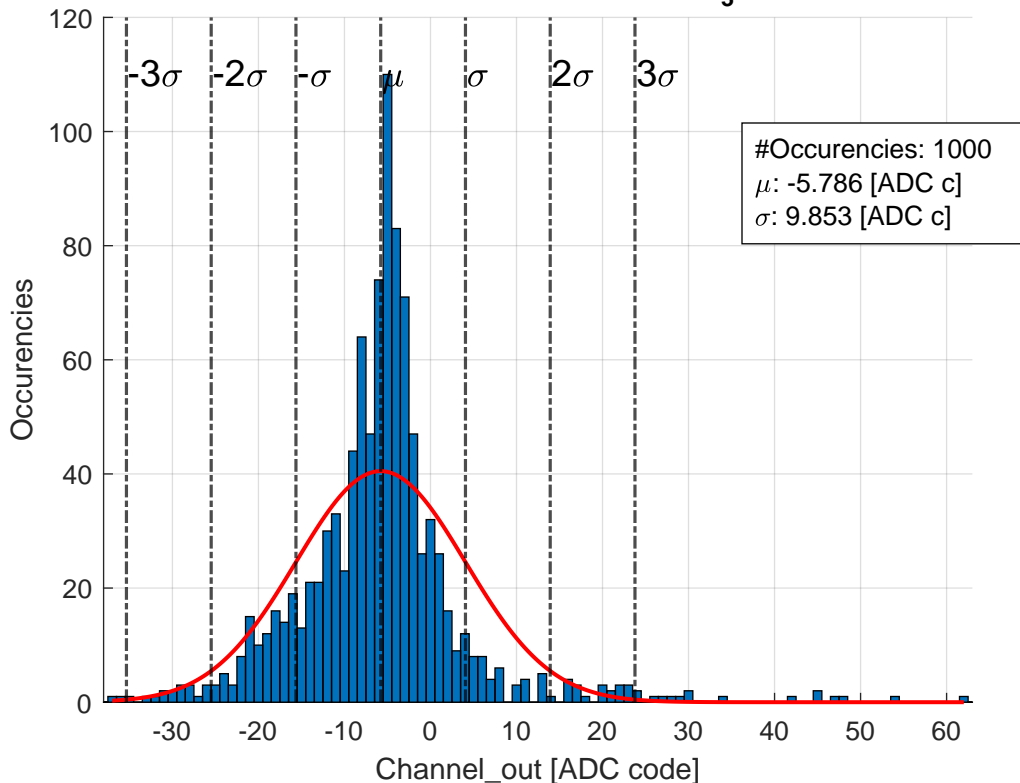 120
100
80
60
40
20
0
-3σ -2σ -σ μ σ 2σ 3σ
#Occurencies: 1000
μ: -5.786 [ADC c]
σ: 9.853 [ADC c]
Occurencies
-30 -20 -10 0 10 20 30 40 50 60
Channel_out [ADC code]